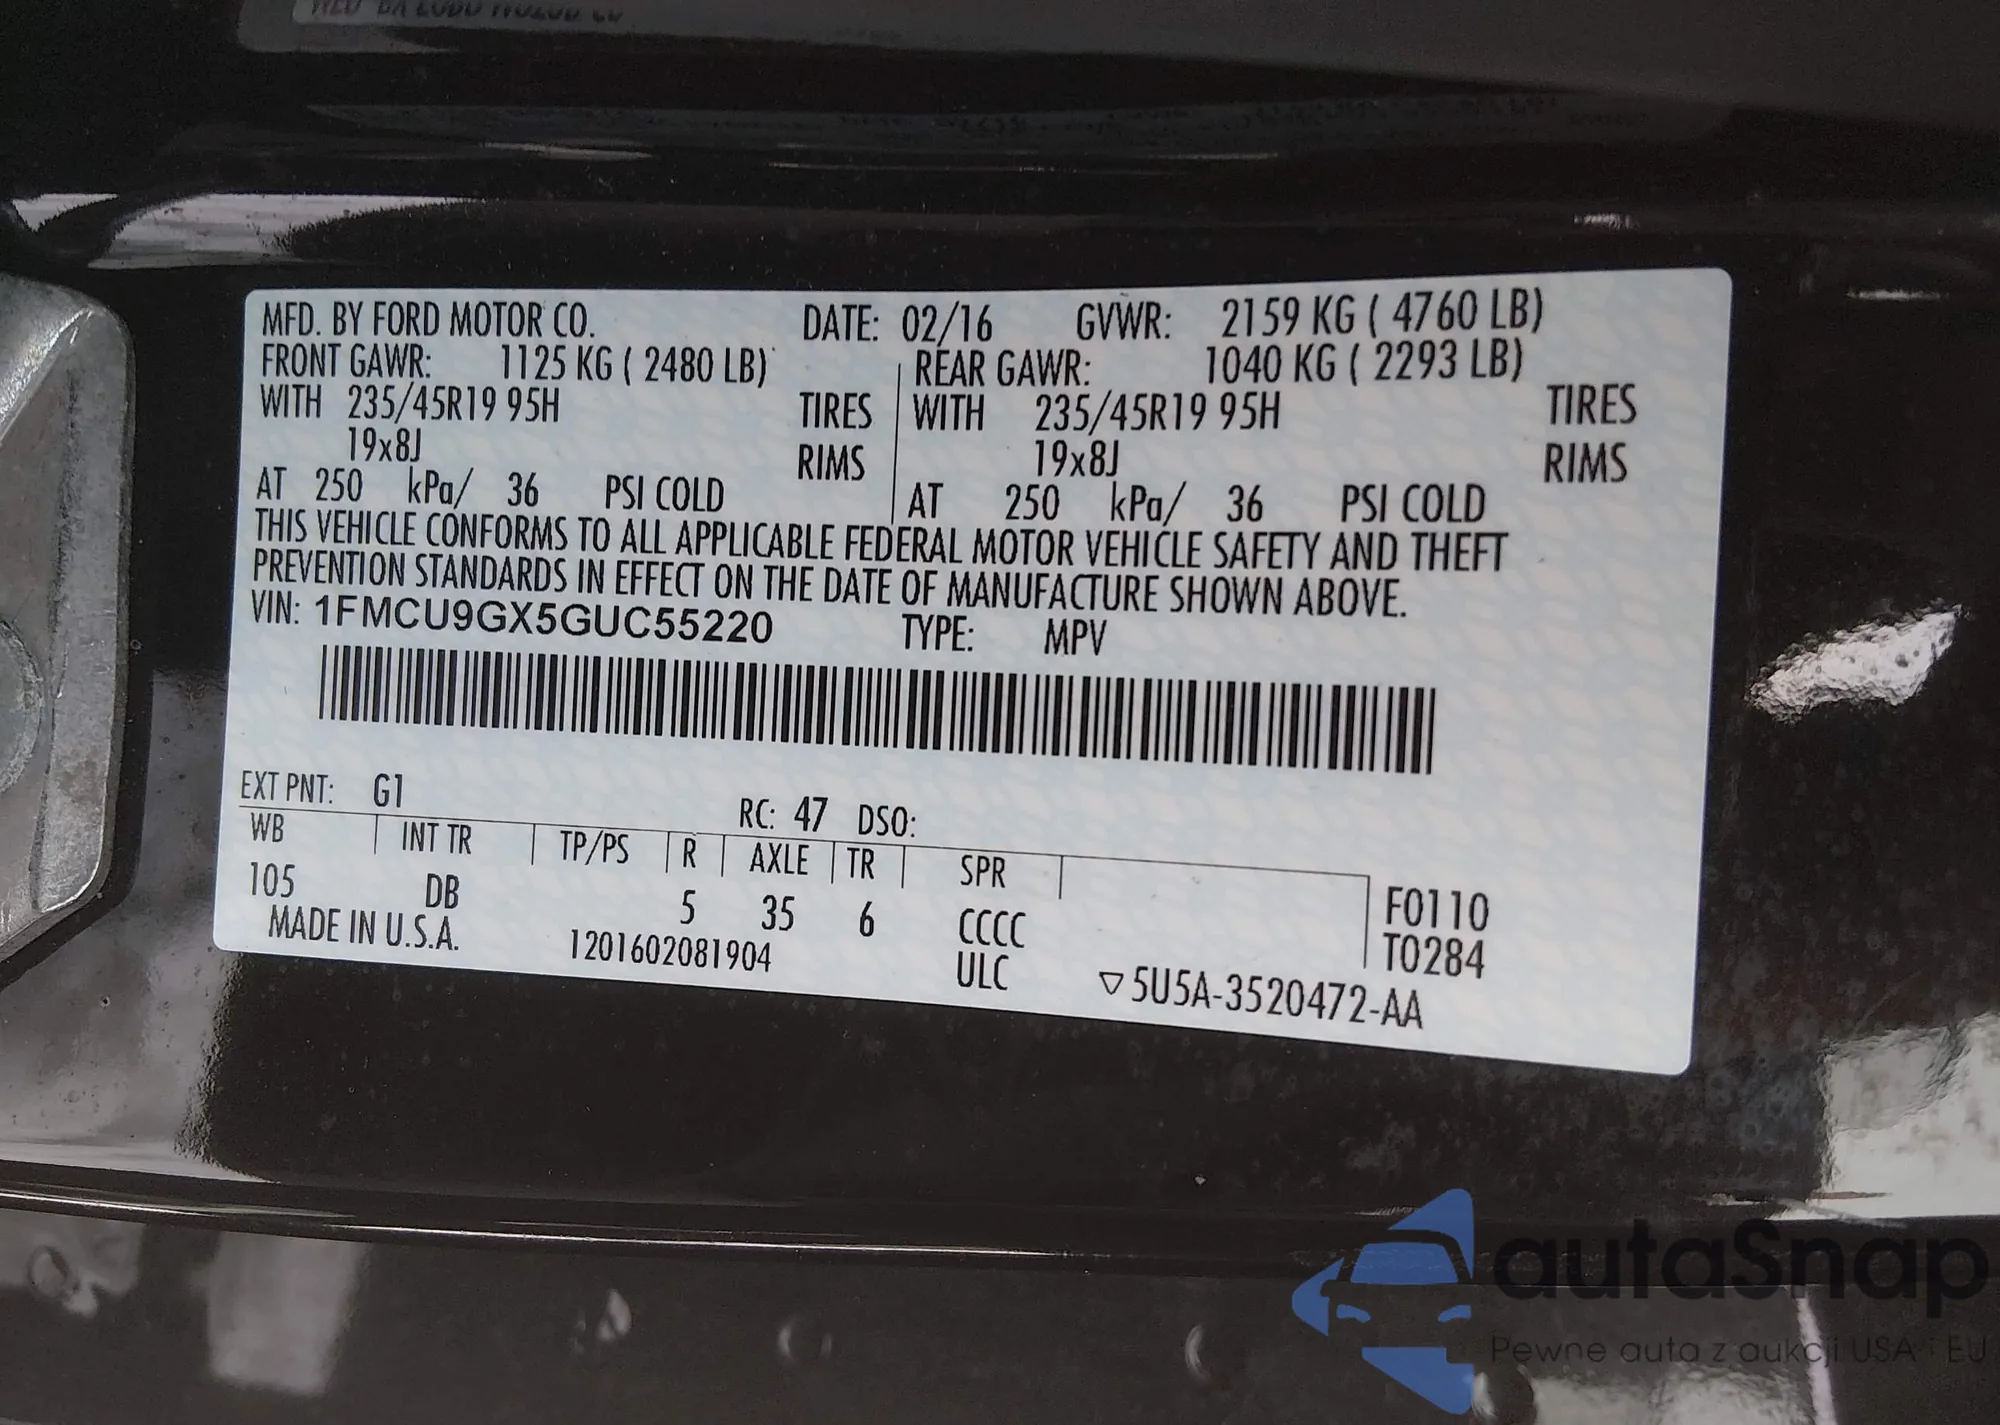 MFD. BY FORD MOTOR CO. DATE: 02/16 GVWR: 2159 KG ( 4760 LB)
FRONT GAWR: 1125 KG ( 2480 LB) REAR GAWR: 1040 KG ( 2293 LB)
WITH 235/45R19 95H TIRES WITH 235/45R19 95H TIRES
19x8J RIMS 19x8J RIMS
AT 250 kPa/ 36 PSI COLD AT 250 kPa/ 36 PSI COLD
THIS VEHICLE CONFORMS TO ALL APPLICABLE FEDERAL MOTOR VEHICLE SAFETY AND THEFT
PREVENTION STANDARDS IN EFFECT ON THE DATE OF MANUFACTURE SHOWN ABOVE.
VIN: 1FMCU9GX5GUC55220 TYPE: MPV
EXT PNT: G1 RC: 47 DSO:
WB INT TR TP/PS R AXLE TR SPR
105 DB 5 35 6 CCCC F0110
MADE IN U.S.A. 1201602081904 ULC T0284
▽5U5A-3520472-AA
autaSnap
Pewne auta z aukcji USA i EU